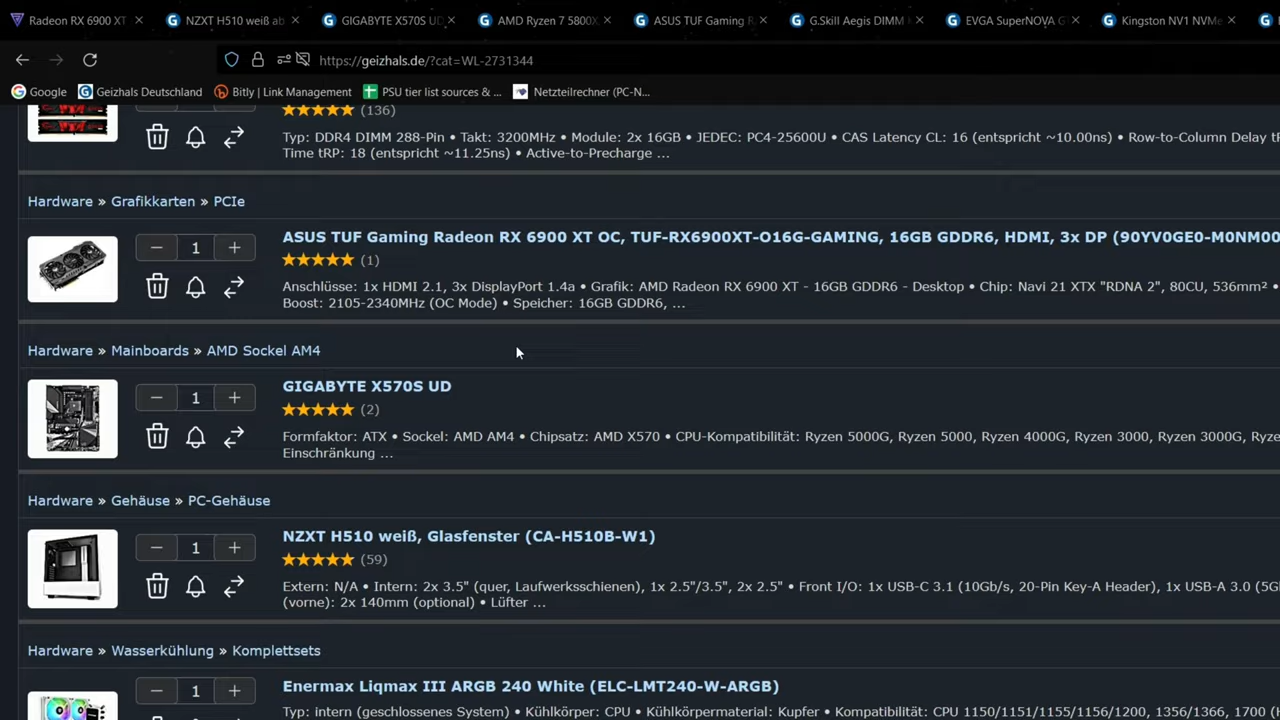 Radeon RX 6900 XT
NZXT H510 weiß ab
GIGABYTE X570S UD
AMD Ryzen 7 5800X
ASUS TUF Gaming R
G.Skill Aegis DIMM
EVGA SuperNOVA G
Kingston NV1 NVMe
https://geizhals.de/?cat=WL-2731344
Google
Geizhals Deutschland
Bitly | Link Management
PSU tier list sources & ...
Netzteilrechner (PC-N...
(136)
Typ: DDR4 DIMM 288-Pin • Takt: 3200MHz • Module: 2x 16GB • JEDEC: PC4-25600U • CAS Latency CL: 16 (entspricht ~10.00ns) • Row-to-Column Delay
Time tRP: 18 (entspricht ~11.25ns) • Active-to-Precharge ...
Hardware » Grafikkarten » PCIe
1
ASUS TUF Gaming Radeon RX 6900 XT OC, TUF-RX6900XT-O16G-GAMING, 16GB GDDR6, HDMI, 3x DP (90YV0GE0-M0NM00
(1)
Anschlüsse: 1x HDMI 2.1, 3x DisplayPort 1.4a • Grafik: AMD Radeon RX 6900 XT - 16GB GDDR6 - Desktop • Chip: Navi 21 XTX "RDNA 2", 80CU, 536mm² •
Boost: 2105-2340MHz (OC Mode) • Speicher: 16GB GDDR6, ...
Hardware » Mainboards » AMD Sockel AM4
1
GIGABYTE X570S UD
(2)
Formfaktor: ATX • Sockel: AMD AM4 • Chipsatz: AMD X570 • CPU-Kompatibilität: Ryzen 5000G, Ryzen 5000, Ryzen 4000G, Ryzen 3000, Ryzen 3000G, Ryze
Einschränkung ...
Hardware » Gehäuse » PC-Gehäuse
1
NZXT H510 weiß, Glasfenster (CA-H510B-W1)
(59)
Extern: N/A • Intern: 2x 3.5" (quer, Laufwerksschienen), 1x 2.5"/3.5", 2x 2.5" • Front I/O: 1x USB-C 3.1 (10Gb/s, 20-Pin Key-A Header), 1x USB-A 3.0 (5G
(vorne): 2x 140mm (optional) • Lüfter ...
Hardware » Wasserkühlung » Komplettsets
1
Enermax Liqmax III ARGB 240 White (ELC-LMT240-W-ARGB)
Typ: intern (geschlossenes System) • Kühlkörper: CPU • Kühlkörpermaterial: Kupfer • Kompatibilität: CPU 1150/1151/1155/1156/1200, 1356/1366, 1700